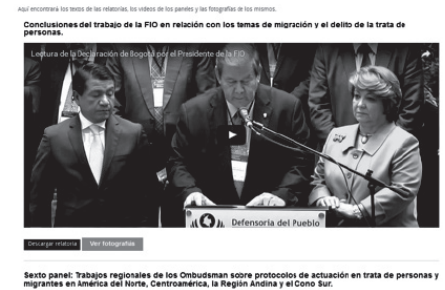 Aquí encontrará los textos de las relatorías, los videos de los paneles y las fotografías de los mismos.
Conclusiones del trabajo de la FIO en relación con los temas de migración y el delito de la trata de
personas.
Lectura de la Declaración de Bogotá por el Presidente de la FIO
Defensoria del Pueblo
Descargar relatoria
Ver fotografías
Sexto panel: Trabajos regionales de los Ombudsman sobre protocolos de actuación en trata de personas y
migrantes en América del Norte, Centroamérica, la Región Andina y el Cono Sur.